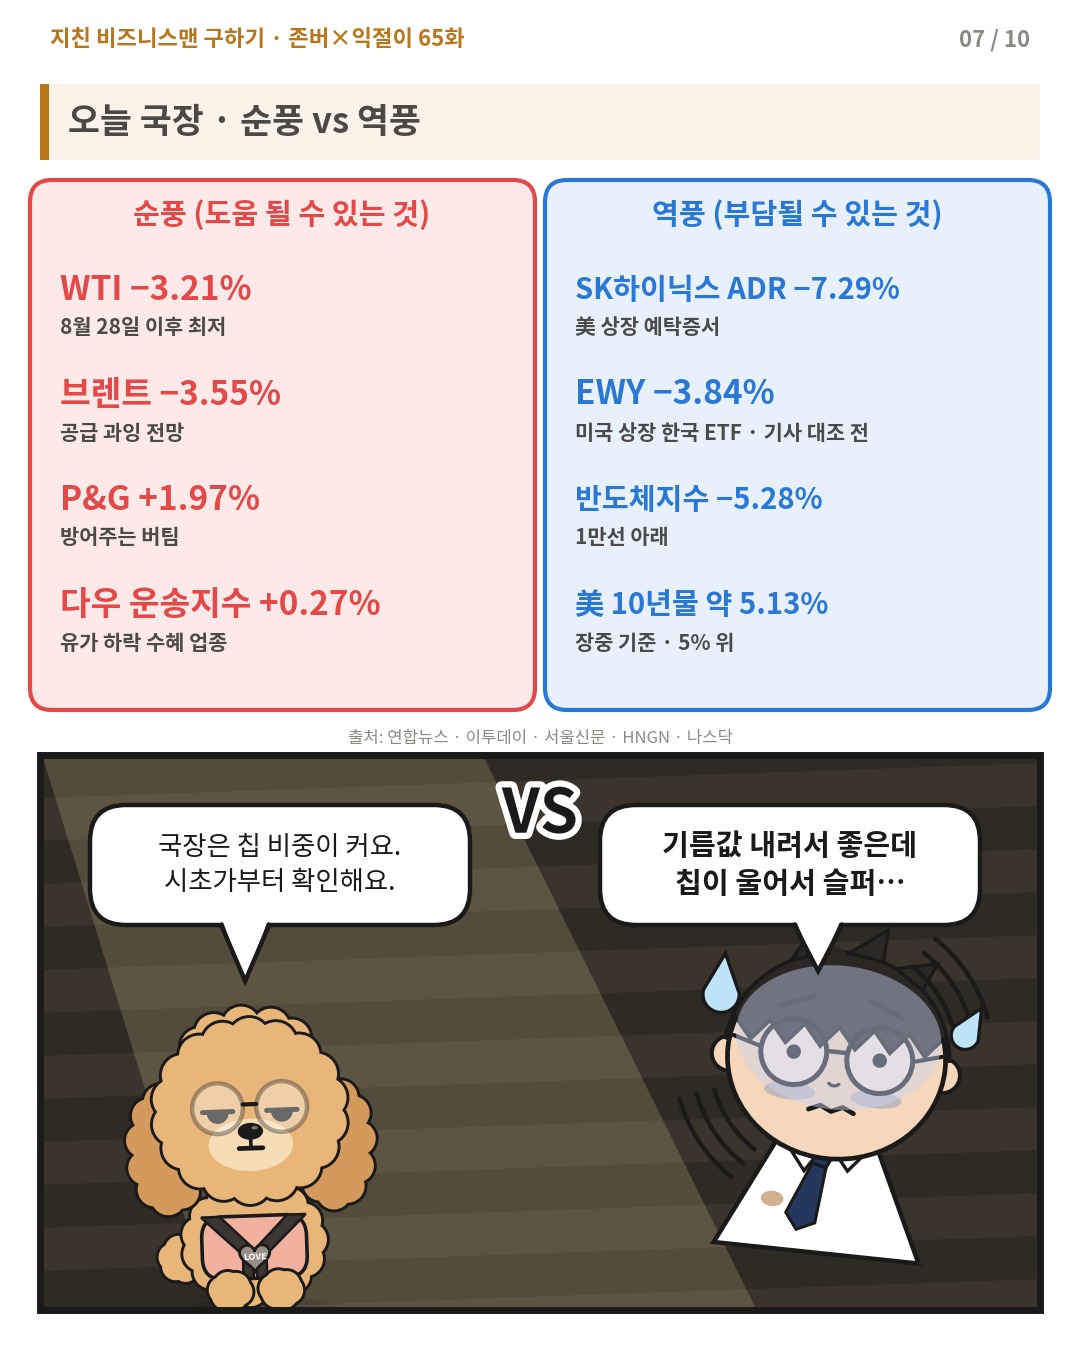 지친 비즈니스맨 구하기 · 존버×익절이 65화
07 / 10
오늘 국장 · 순풍 vs 역풍
순풍 (도움 될 수 있는 것)
WTI −3.21%
8월 28일 이후 최저
브렌트 −3.55%
공급 과잉 전망
P&G +1.97%
방어주는 버팀
다우 운송지수 +0.27%
유가 하락 수혜 업종
역풍 (부담될 수 있는 것)
SK하이닉스 ADR −7.29%
美 상장 예탁증서
EWY −3.84%
미국 상장 한국 ETF · 기사 대조 전
반도체지수 −5.28%
1만선 아래
美 10년물 약 5.13%
장중 기준 · 5% 위
출처: 연합뉴스 · 이투데이 · 서울신문 · HNGN · 나스닥
VS
국장은 칩 비중이 커요.
시초가부터 확인해요.
기름값 내려서 좋은데
칩이 울어서 슬퍼…
LOVE